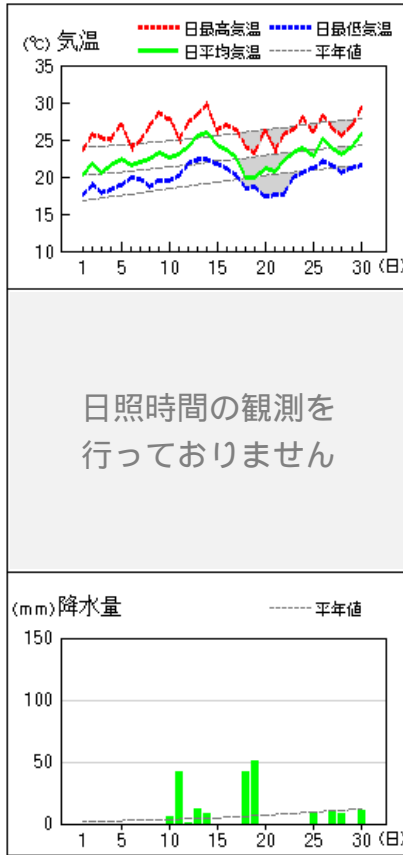 (℃) 気温
日最高気温 日最低気温
日平均気温 平年値
35
30
25
20
15
10
1 5 10 15 20 25 30 (日)
日照時間の観測を
行っておりません
(mm) 降水量 平年値
150
100
50
0
1 5 10 15 20 25 30 (日)